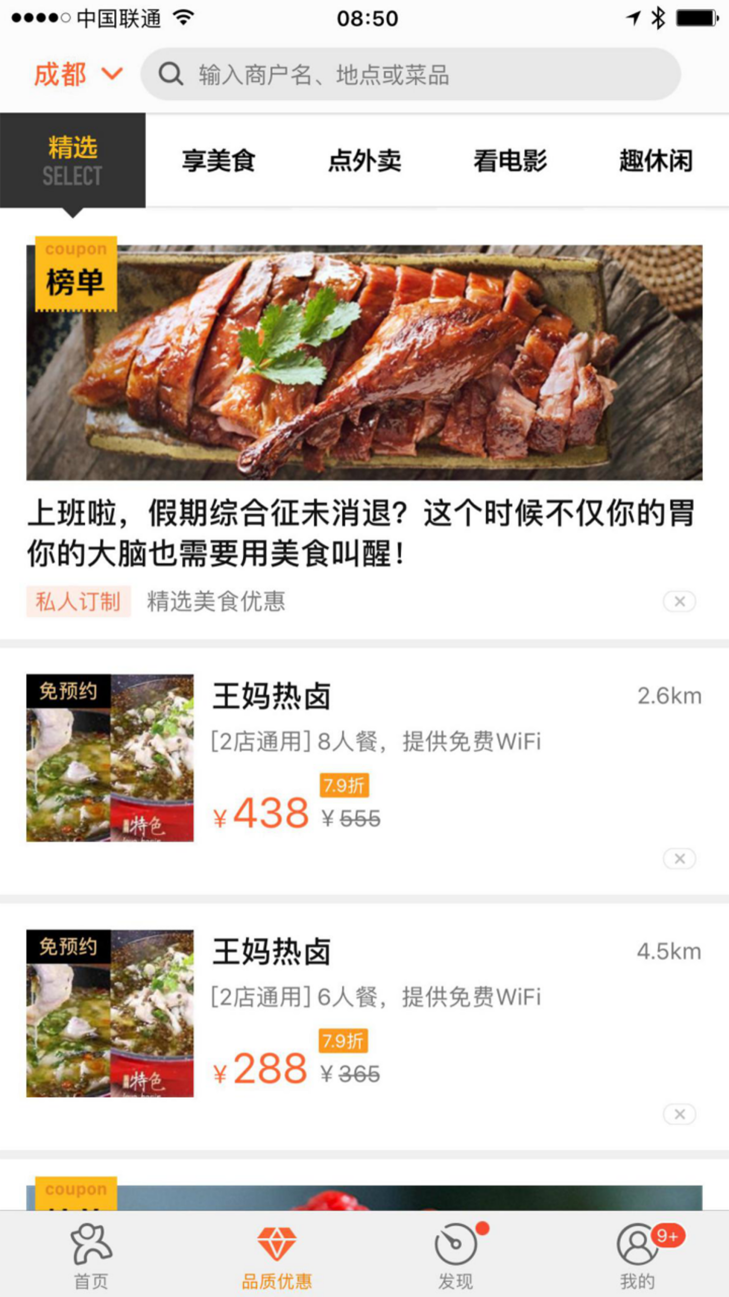 中国联通
08:50
成都
输入商户名、地点或菜品
精选
SELECT
享美食
点外卖
看电影
趣休闲
coupon
榜单
上班啦，假期综合征未消退？这个时候不仅你的胃
你的大脑也需要用美食叫醒！
私人订制
精选美食优惠
免预约
特色
王妈热卤
2.6km
[2店通用] 8人餐，提供免费WiFi
7.9折
¥438
¥555
免预约
特色
王妈热卤
4.5km
[2店通用] 6人餐，提供免费WiFi
7.9折
¥288
¥365
coupon
首页
品质优惠
发现
9+
我的